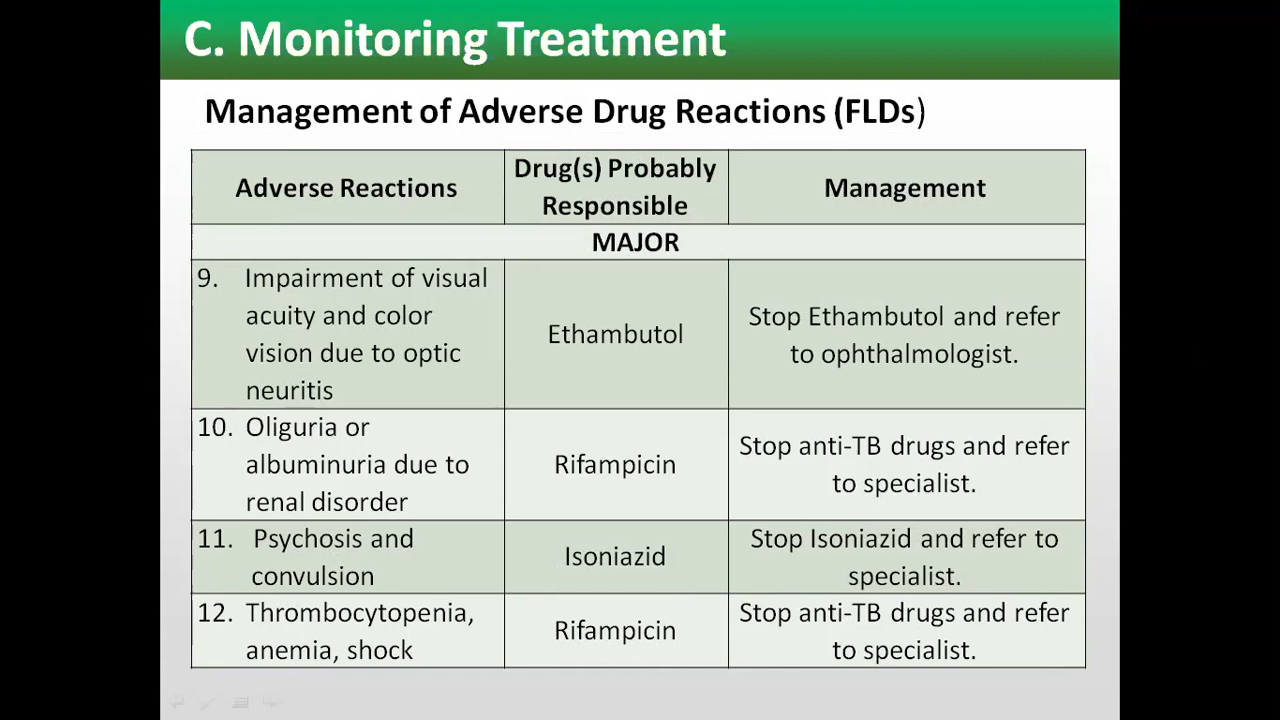 C. Monitoring Treatment
Management of Adverse Drug Reactions (FLDs)
Adverse Reactions
Drug(s) Probably
Responsible
Management
MAJOR
9. Impairment of visual
acuity and color
vision due to optic
neuritis
Ethambutol
Stop Ethambutol and refer
to ophthalmologist.
10. Oliguria or
albuminuria due to
renal disorder
Rifampicin
Stop anti-TB drugs and refer
to specialist.
11. Psychosis and
convulsion
Isoniazid
Stop Isoniazid and refer to
specialist.
12. Thrombocytopenia,
anemia, shock
Rifampicin
Stop anti-TB drugs and refer
to specialist.